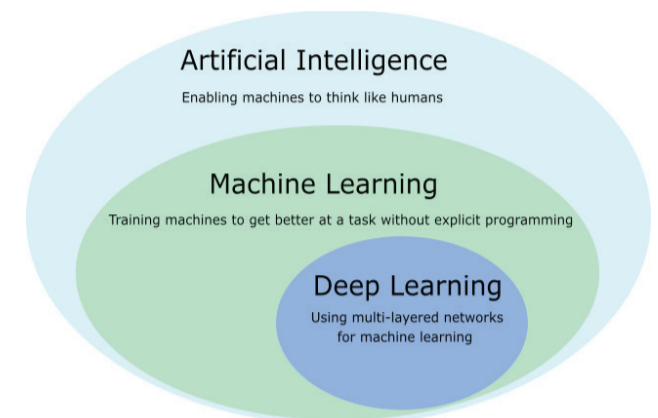 Artificial Intelligence
Enabling machines to think like humans
Machine Learning
Training machines to get better at a task without explicit programming
Deep Learning
Using multi-layered networks
for machine learning